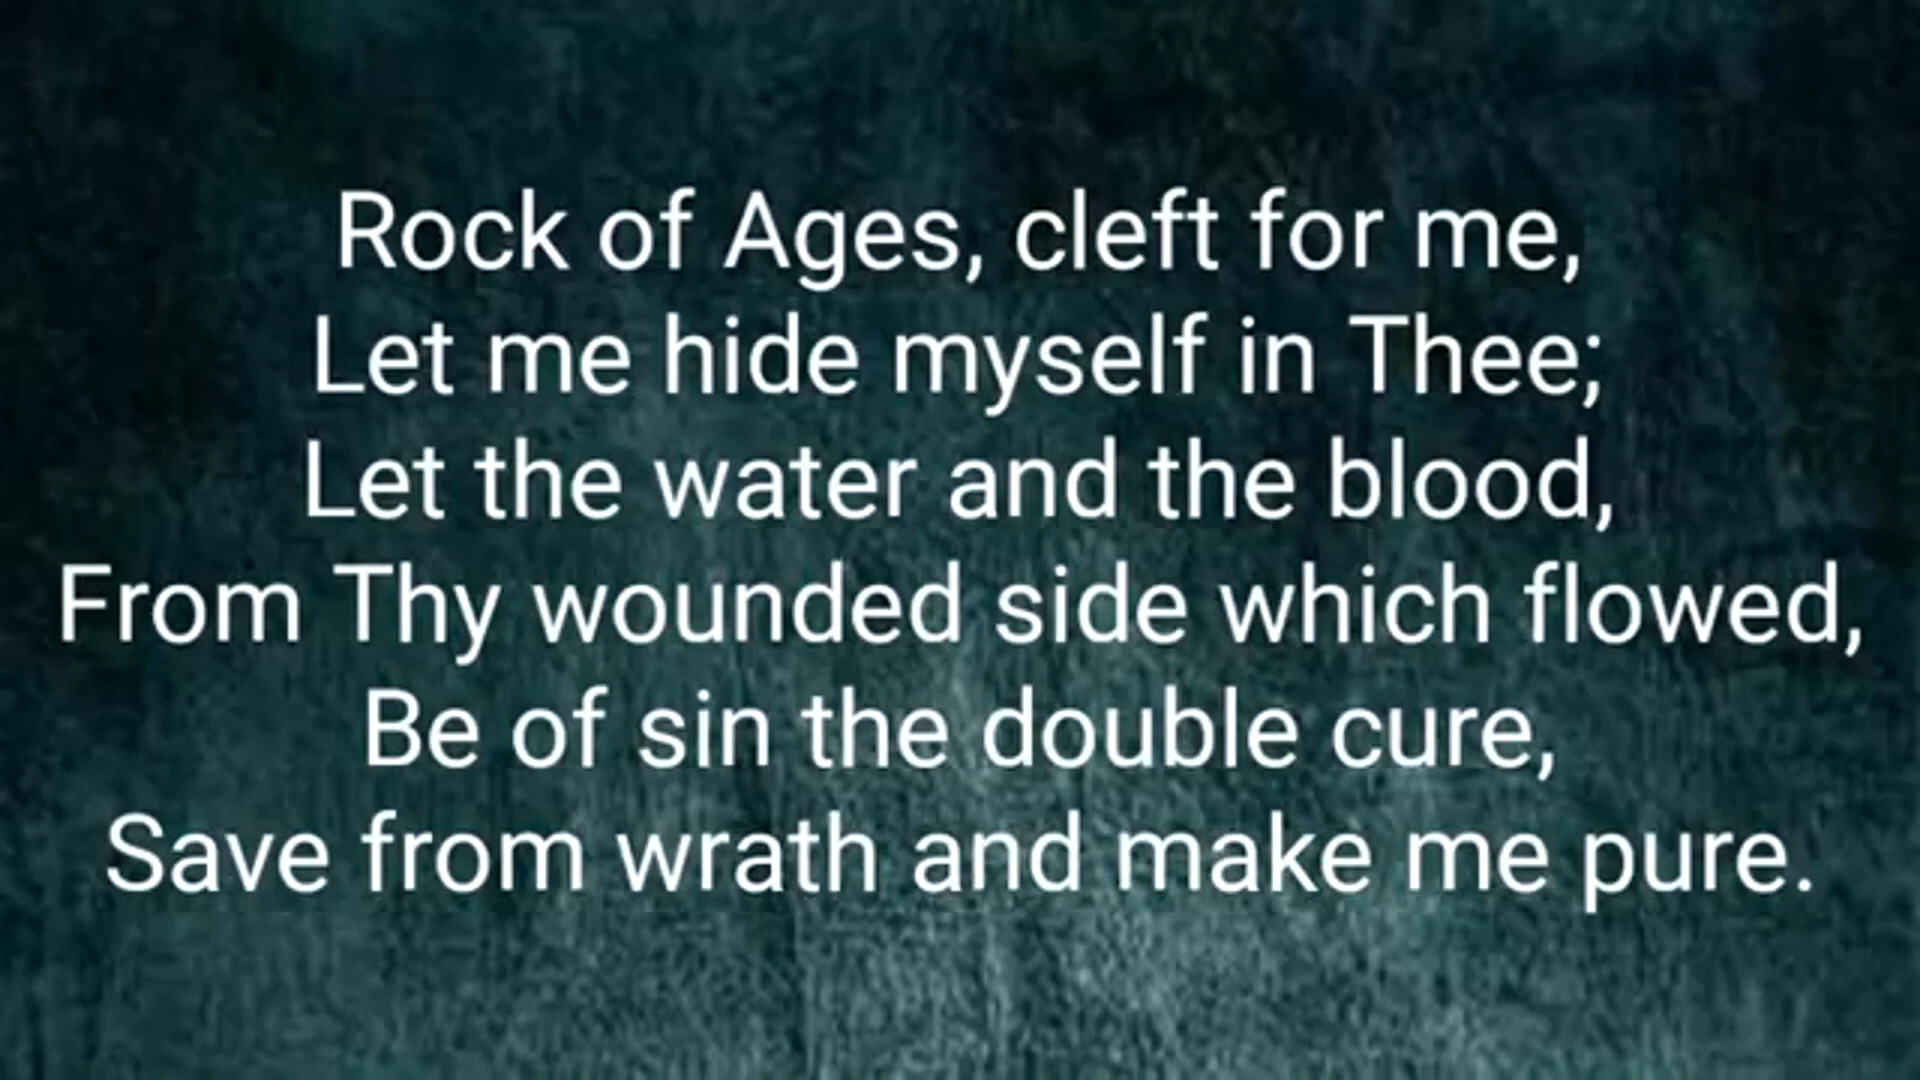 Rock of Ages, cleft for me,
Let me hide myself in Thee;
Let the water and the blood,
From Thy wounded side which flowed,
Be of sin the double cure,
Save from wrath and make me pure.